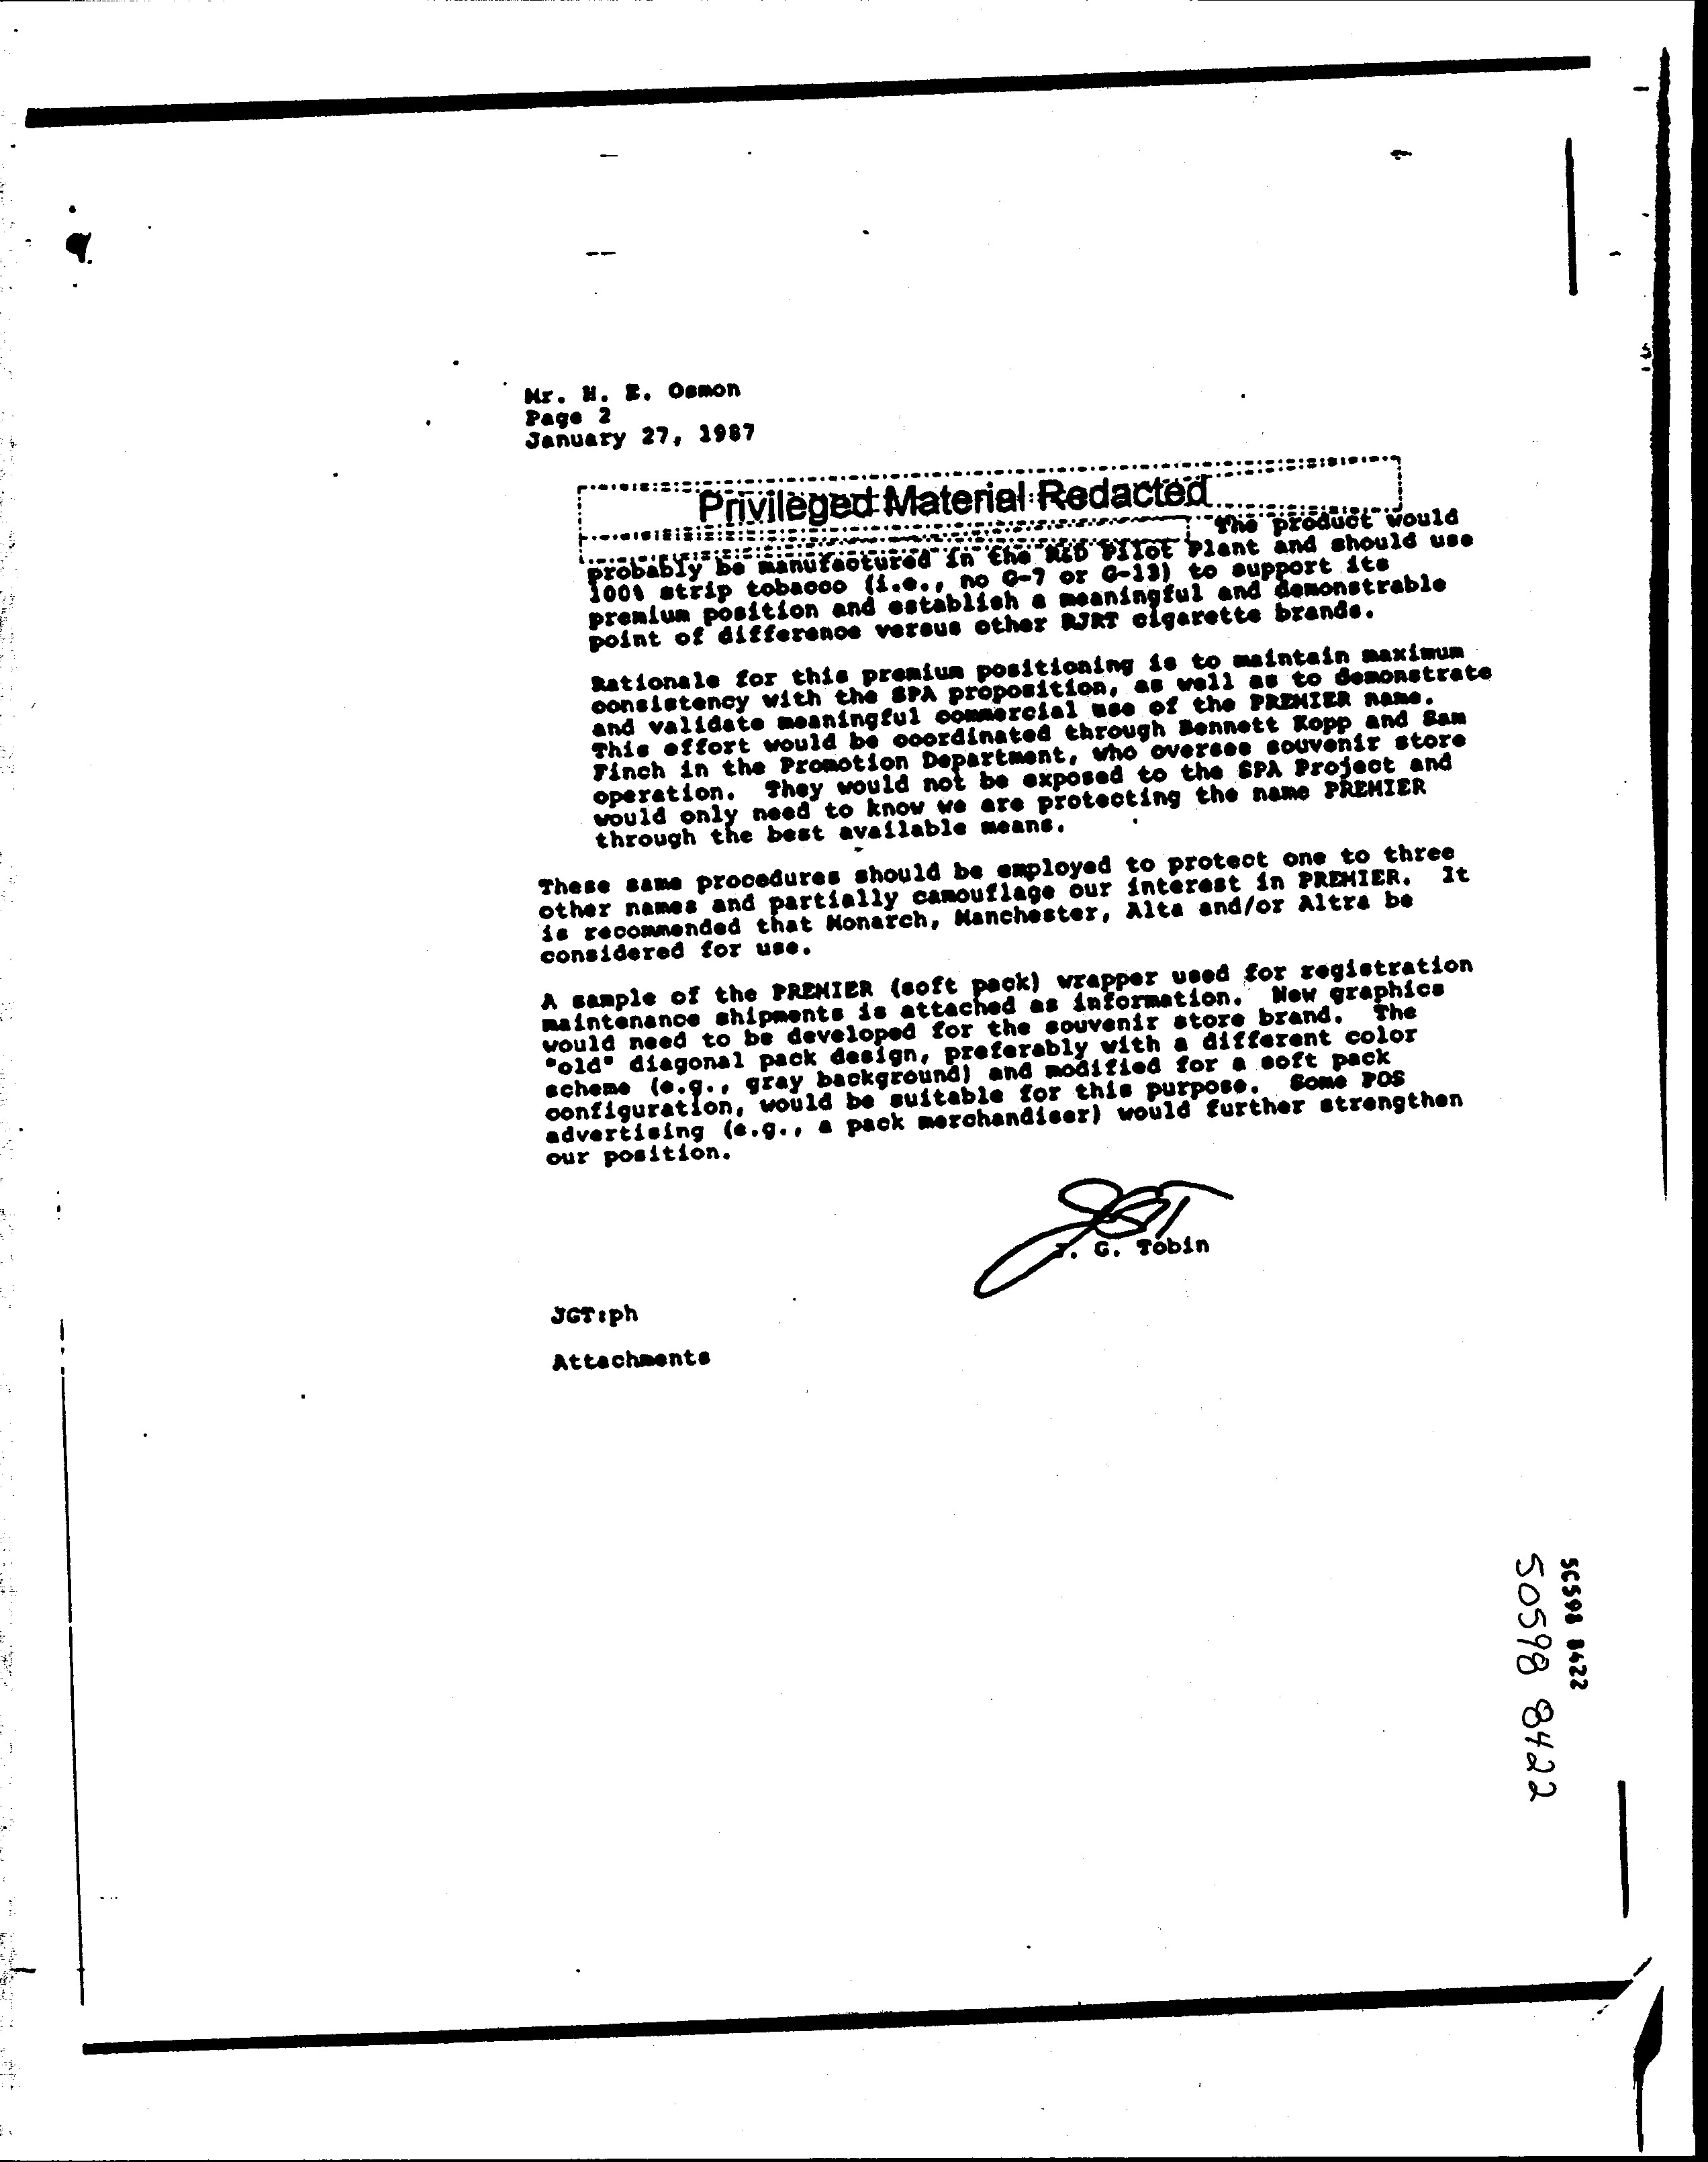 Mr. H. E. Osmon
Page 2
January 27, 1987
Privileged Material Redacted
The product would
probably be manufactured in the R&D Pilot Plant and should use
100% strip tobacco (i.e., no G-7 or G-13) to support its
premium position and establish a meaningful and demonstrable
point of difference versus other RJRT cigarette brands.
Rationale for this premium positioning is to maintain maximum
consistency with the SPA proposition, as well as to demonstrate
and validate meaningful commercial use of the PREMIER name.
This effort would be coordinated through Bennett Kopp and Sam
Finch in the Promotion Department, who oversee souvenir store
operation. They would not be exposed to the SPA Project and
would only need to know we are protecting the name PREMIER
through the best available means.
These same procedures should be employed to protect one to three
other names and partially camouflage our interest in PREMIER. It
is recommended that Monarch, Manchester, Alta and/or Altra be
considered for use.
A sample of the PREMIER (soft pack) wrapper used for registration
maintenance shipments is attached as information. New graphics
would need to be developed for the souvenir store brand. The
"old" diagonal pack design, preferably with a different color
scheme (e.g., gray background) and modified for a soft pack
configuration, would be suitable for this purpose. Some POS
advertising (e.g., a pack merchandiser) would further strengthen
our position.
J. G. Tobin
JGT:ph
Attachments
50598 8422
50598 8422